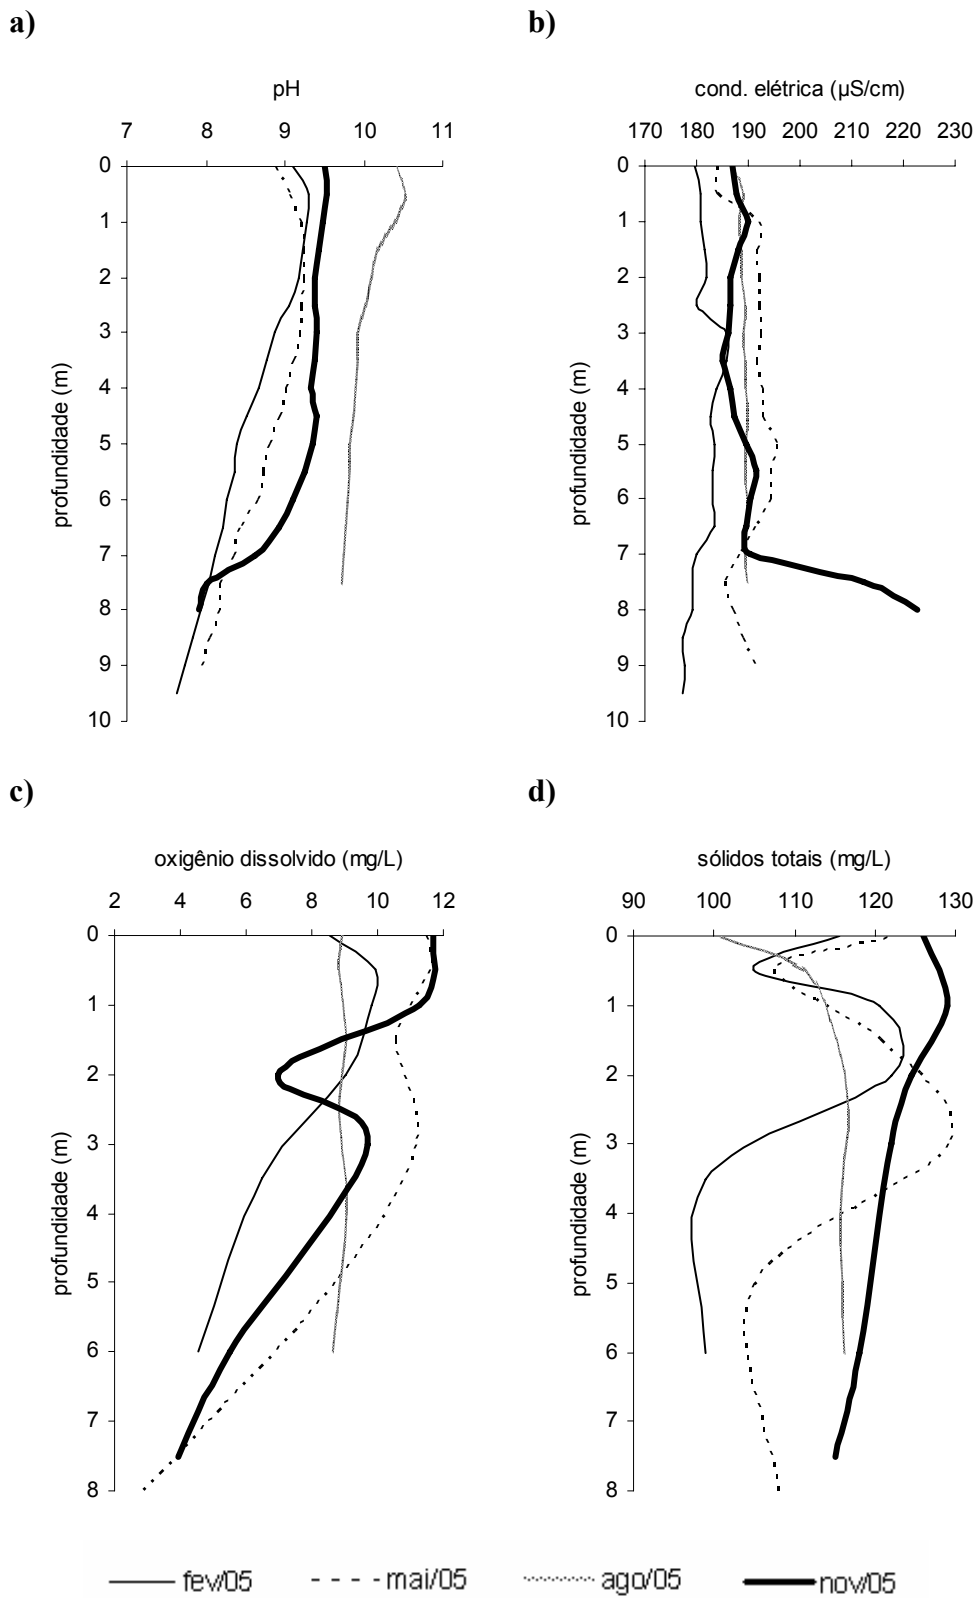 a)
b)
pH
cond. elétrica (µS/cm)
7 8 9 10 11
170 180 190 200 210 220 230
0
1
2
3
4
5
6
7
8
9
10
profundidade (m)
0
1
2
3
4
5
6
7
8
9
10
profundidade (m)
c)
d)
oxigênio dissolvido (mg/L)
sólidos totais (mg/L)
2 4 6 8 10 12
90 100 110 120 130
0
1
2
3
4
5
6
7
8
profundidade (m)
0
1
2
3
4
5
6
7
8
profundidade (m)
fev/05 mai/05 ago/05 nov/05